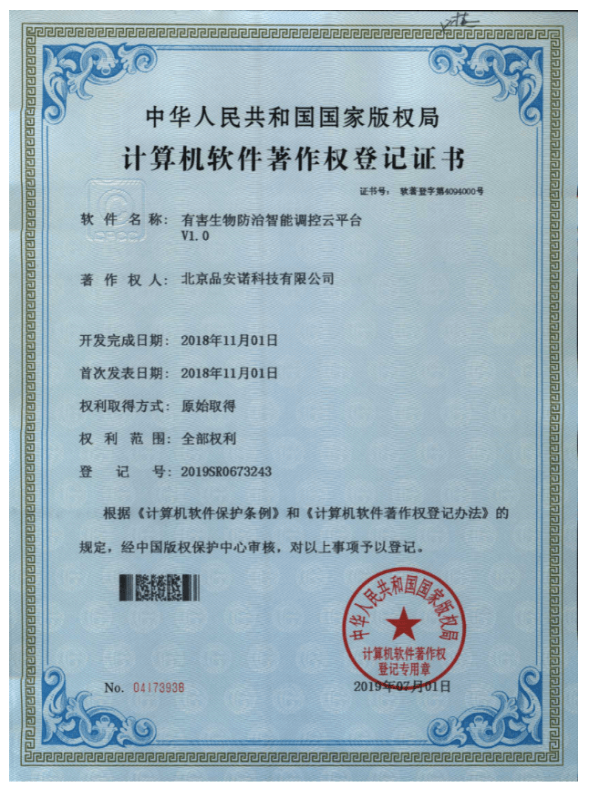 中华人民共和国国家版权局
计算机软件著作权登记证书
证书号: 软著登字第4094000号
软件名称: 有害生物防治智能调控云平台
V1.0
著作权人: 北京品安诺科技有限公司
开发完成日期: 2018年11月01日
首次发表日期: 2018年11月01日
权利取得方式: 原始取得
权利范围: 全部权利
登记号: 2019SR0673243
根据《计算机软件保护条例》和《计算机软件著作权登记办法》的
规定,经中国版权保护中心审核,对以上事项予以登记。
中华人民共和国国家版权局
计算机软件著作权
登记专用章
No. 04173938
2019年07月01日